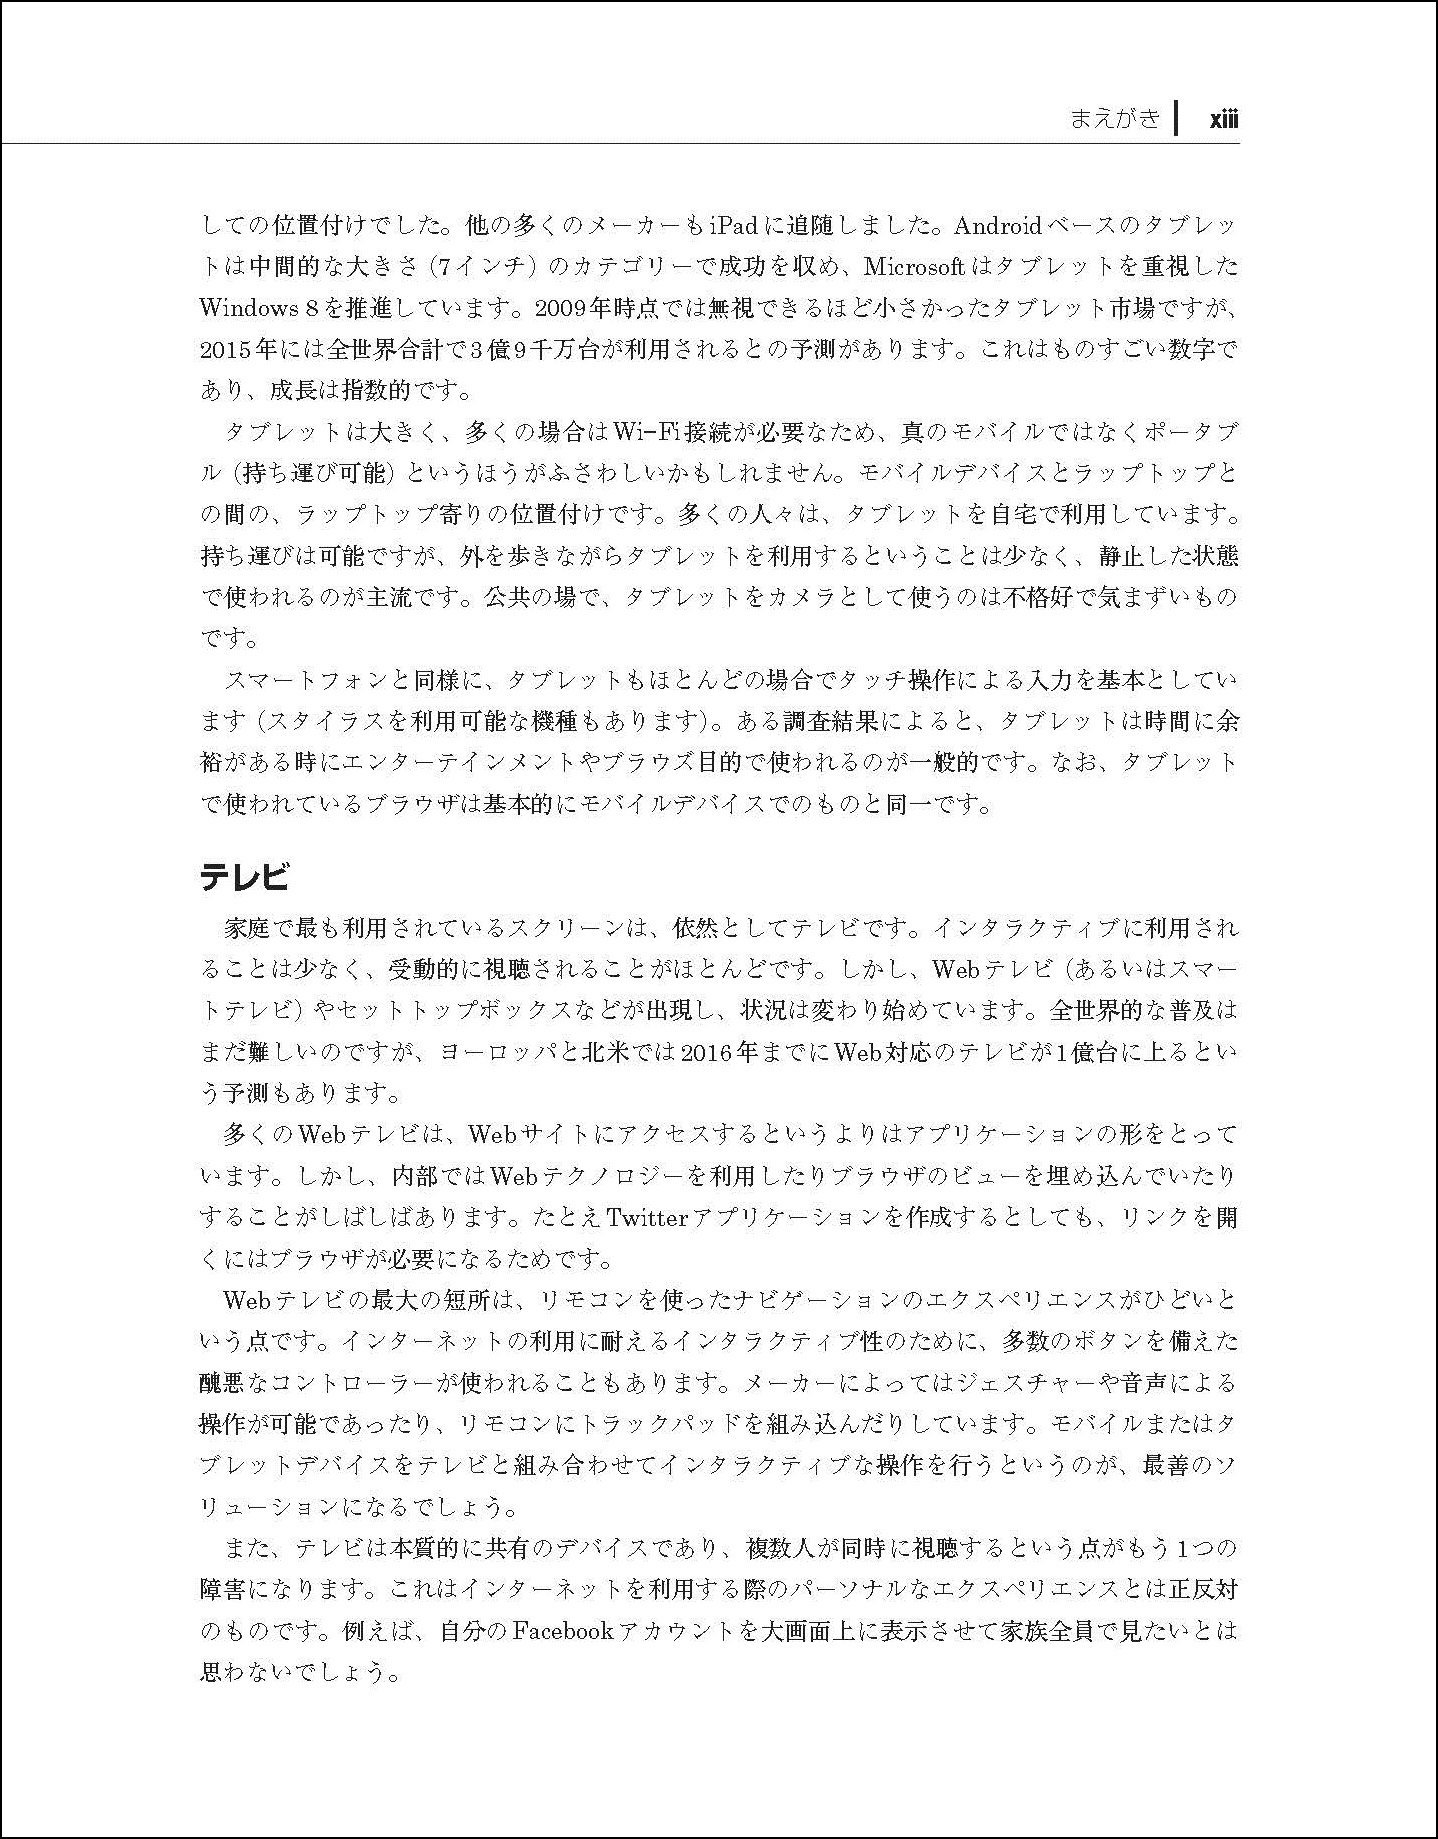 まえがき | xiii
しての位置付けでした。他の多くのメーカーもiPadに追随しました。Androidベースのタブレッ
トは中間的な大きさ（7インチ）のカテゴリーで成功を収め、Microsoftはタブレットを重視した
Windows 8を推進しています。2009年時点では無視できるほど小さかったタブレット市場ですが、
2015年には全世界合計で3億9千万台が利用されるとの予測があります。これはものすごい数字で
あり、成長は指数的です。
タブレットは大きく、多くの場合はWi-Fi接続が必要なため、真のモバイルではなくポータブ
ル（持ち運び可能）というほうがふさわしいかもしれません。モバイルデバイスとラップトップと
の間の、ラップトップ寄りの位置付けです。多くの人々は、タブレットを自宅で利用しています。
持ち運びは可能ですが、外を歩きながらタブレットを利用するということは少なく、静止した状態
で使われるのが主流です。公共の場で、タブレットをカメラとして使うのは不格好で気まずいもの
です。
スマートフォンと同様に、タブレットもほとんどの場合でタッチ操作による入力を基本としてい
ます（スタイラスを利用可能な機種もあります）。ある調査結果によると、タブレットは時間に余
裕がある時にエンターテインメントやブラウズ目的で使われるのが一般的です。なお、タブレット
で使われているブラウザは基本的にモバイルデバイスでのものと同一です。
テレビ
家庭で最も利用されているスクリーンは、依然としてテレビです。インタラクティブに利用され
ることは少なく、受動的に視聴されることがほとんどです。しかし、Webテレビ（あるいはスマー
トテレビ）やセットトップボックスなどが出現し、状況は変わり始めています。全世界的な普及は
まだ難しいのですが、ヨーロッパと北米では2016年までにWeb対応のテレビが1億台に上るとい
う予測もあります。
多くのWebテレビは、Webサイトにアクセスするというよりはアプリケーションの形をとって
います。しかし、内部ではWebテクノロジーを利用したりブラウザのビューを埋め込んでいたり
することがしばしばあります。たとえTwitterアプリケーションを作成するとしても、リンクを開
くにはブラウザが必要になるためです。
Webテレビの最大の短所は、リモコンを使ったナビゲーションのエクスペリエンスがひどいと
いう点です。インターネットの利用に耐えるインタラクティブ性のために、多数のボタンを備えた
醜悪なコントローラーが使われることもあります。メーカーによってはジェスチャーや音声による
操作が可能であったり、リモコンにトラックパッドを組み込んだりしています。モバイルまたはタ
ブレットデバイスをテレビと組み合わせてインタラクティブな操作を行うというのが、最善のソ
リューションになるでしょう。
また、テレビは本質的に共有のデバイスであり、複数人が同時に視聴するという点がもう1つの
障害になります。これはインターネットを利用する際のパーソナルなエクスペリエンスとは正反対
のものです。例えば、自分のFacebookアカウントを大画面上に表示させて家族全員で見たいとは
思わないでしょう。